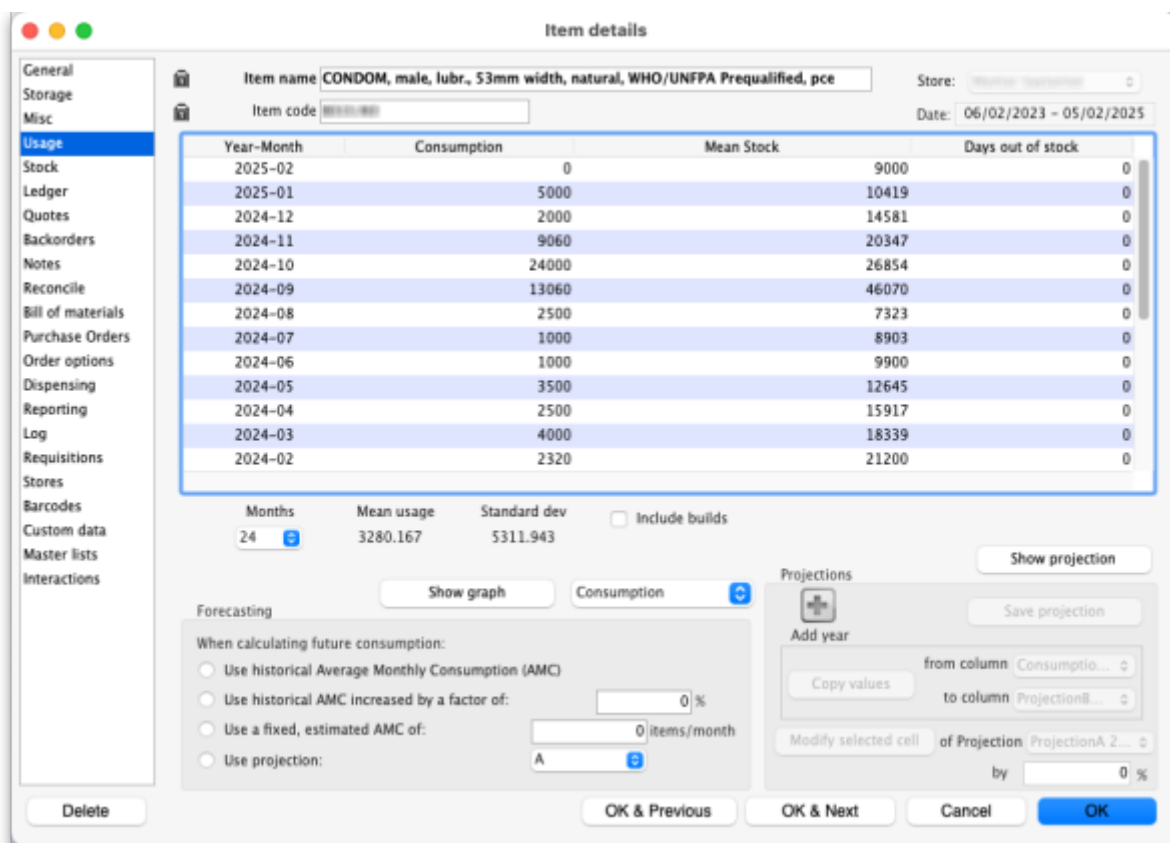 Item details
General
Storage
Misc
Usage
Stock
Ledger
Quotes
Backorders
Notes
Reconcile
Bill of materials
Purchase Orders
Order options
Dispensing
Reporting
Log
Requisitions
Stores
Barcodes
Custom data
Master lists
Interactions
Item name CONDOM, male, lubr., 53mm width, natural, WHO/UNFPA Prequalified, pce
Store:
Item code
Date: 06/02/2023 - 05/02/2025
Year-Month Consumption Mean Stock Days out of stock
2025-02 0 9000 0
2025-01 5000 10419 0
2024-12 2000 14581 0
2024-11 9060 20347 0
2024-10 24000 26854 0
2024-09 13060 46070 0
2024-08 2500 7323 0
2024-07 1000 8903 0
2024-06 1000 9900 0
2024-05 3500 12645 0
2024-04 2500 15917 0
2024-03 4000 18339 0
2024-02 2320 21200 0
Months Mean usage Standard dev Include builds
24 3280.167 5311.943
Show projection
Show graph Consumption
Forecasting
When calculating future consumption:
Use historical Average Monthly Consumption (AMC)
Use historical AMC increased by a factor of: 0 %
Use a fixed, estimated AMC of: 0 items/month
Use projection: A
Projections
Add year
Save projection
Copy values
from column Consumptio...
to column ProjectionB...
Modify selected cell of Projection ProjectionA 2...
by 0 %
Delete OK & Previous OK & Next Cancel OK